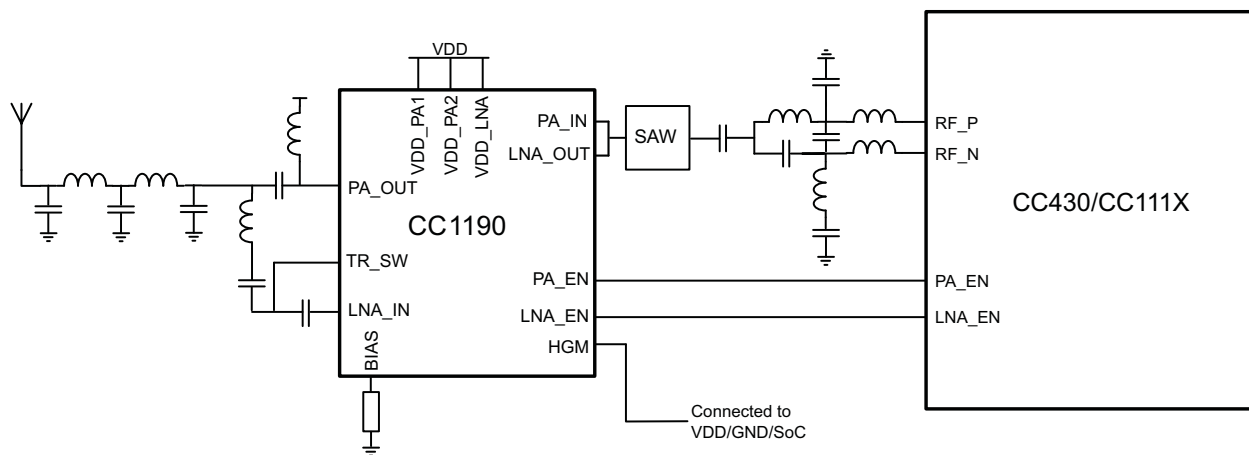 VDD
VDD_PA1
VDD_PA2
VDD_LNA
PA_IN
LNA_OUT
SAW
RF_P
RF_N
PA_OUT
CC1190
CC430/CC111X
TR_SW
LNA_IN
BIAS
PA_EN
LNA_EN
HGM
PA_EN
LNA_EN
Connected to
VDD/GND/SoC